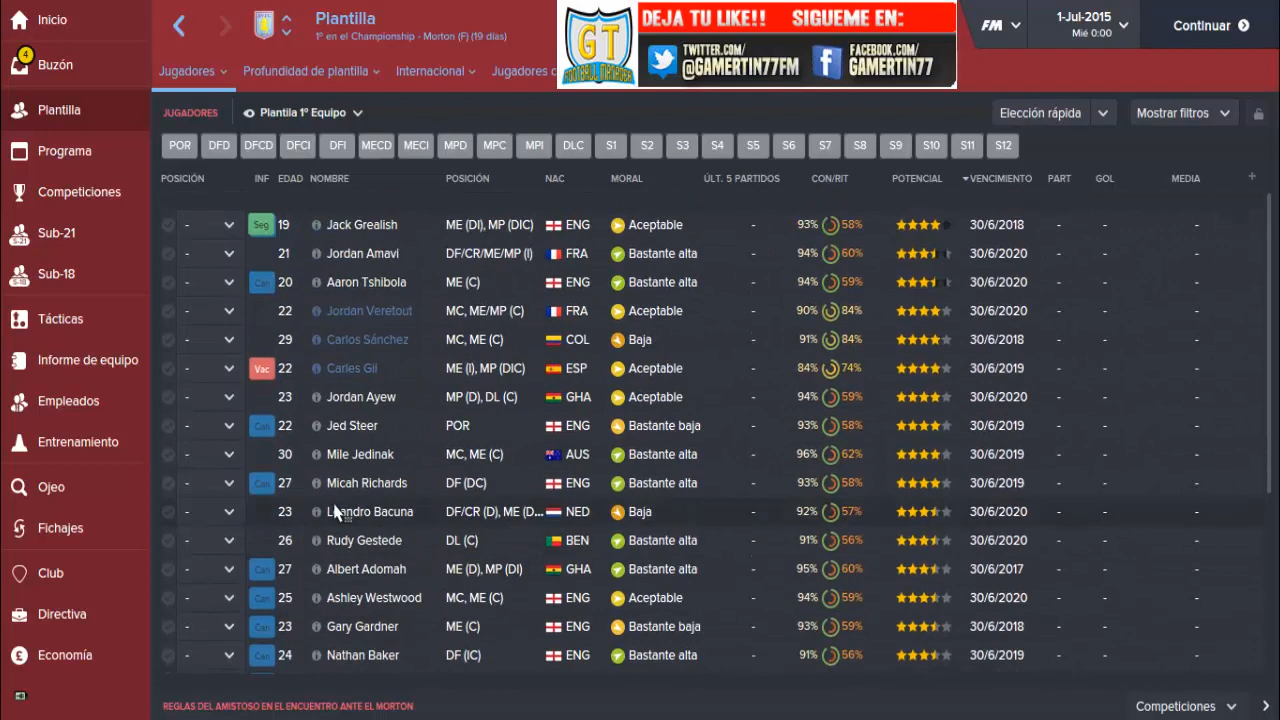 Inicio
4
Buzón
Plantilla
Programa
Competiciones
S-21
Sub-21
S-18
Sub-18
Tácticas
Informe de equipo
Empleados
Entrenamiento
Ojeo
Fichajes
Club
Directiva
Economía
Plantilla
1º en el Championship - Morton (F) (19 días)
GT
FOOTBALL MANAGER
DEJA TU LIKE!! SIGUEME EN:
TWITTER.COM/
@GAMERTIN77FM
FACEBOOK.COM/
GAMERTIN77
FM
1-Jul-2015
Mié 0:00
Continuar
Jugadores
Profundidad de plantilla
Internacional
Jugadores
JUGADORES
Plantila 1º Equipo
Elección rápida
Mostrar filtros
POR DFD DFCD DFCI DFI MECD MECI MPD MPC MPI DLC S1 S2 S3 S4 S5 S6 S7 S8 S9 S10 S11 S12
POSICIÓN INF EDAD NOMBRE POSICIÓN NAC MORAL ÚLT. 5 PARTIDOS CON/RIT POTENCIAL VENCIMIENTO PART GOL MEDIA +
- Seg 19 Jack Grealish ME (DI), MP (DIC) ENG Aceptable - 93% 58% 30/6/2018 - - -
- 21 Jordan Amavi DF/CR/ME/MP (I) FRA Bastante alta - 94% 60% 30/6/2020 - - -
- Can 20 Aaron Tshibola ME (C) ENG Bastante alta - 94% 59% 30/6/2020 - - -
- 22 Jordan Veretout MC, ME/MP (C) FRA Aceptable - 90% 84% 30/6/2020 - - -
- 29 Carlos Sánchez MC, ME (C) COL Baja - 91% 84% 30/6/2018 - - -
- Vac 22 Carles Gil ME (I), MP (DIC) ESP Aceptable - 84% 74% 30/6/2019 - - -
- 23 Jordan Ayew MP (D), DL (C) GHA Aceptable - 94% 59% 30/6/2020 - - -
- Can 22 Jed Steer POR ENG Bastante baja - 93% 58% 30/6/2018 - - -
- 30 Mile Jedinak MC, ME (C) AUS Bastante alta - 96% 62% 30/6/2019 - - -
- Can 27 Micah Richards DF (DC) ENG Bastante alta - 93% 58% 30/6/2019 - - -
- 23 Leandro Bacuna DF/CR (D), ME (D... NED Baja - 92% 57% 30/6/2020 - - -
- 26 Rudy Gestede DL (C) BEN Bastante alta - 91% 56% 30/6/2020 - - -
- Can 27 Albert Adomah ME (D), MP (DI) GHA Bastante alta - 95% 60% 30/6/2017 - - -
- Can 25 Ashley Westwood MC, ME (C) ENG Aceptable - 94% 59% 30/6/2020 - - -
- Can 23 Gary Gardner ME (C) ENG Bastante baja - 93% 59% 30/6/2018 - - -
- Can 24 Nathan Baker DF (IC) ENG Bastante alta - 91% 56% 30/6/2019 - - -
REGLAS DEL AMISTOSO EN EL ENCUENTRO ANTE EL MORTON
Competiciones